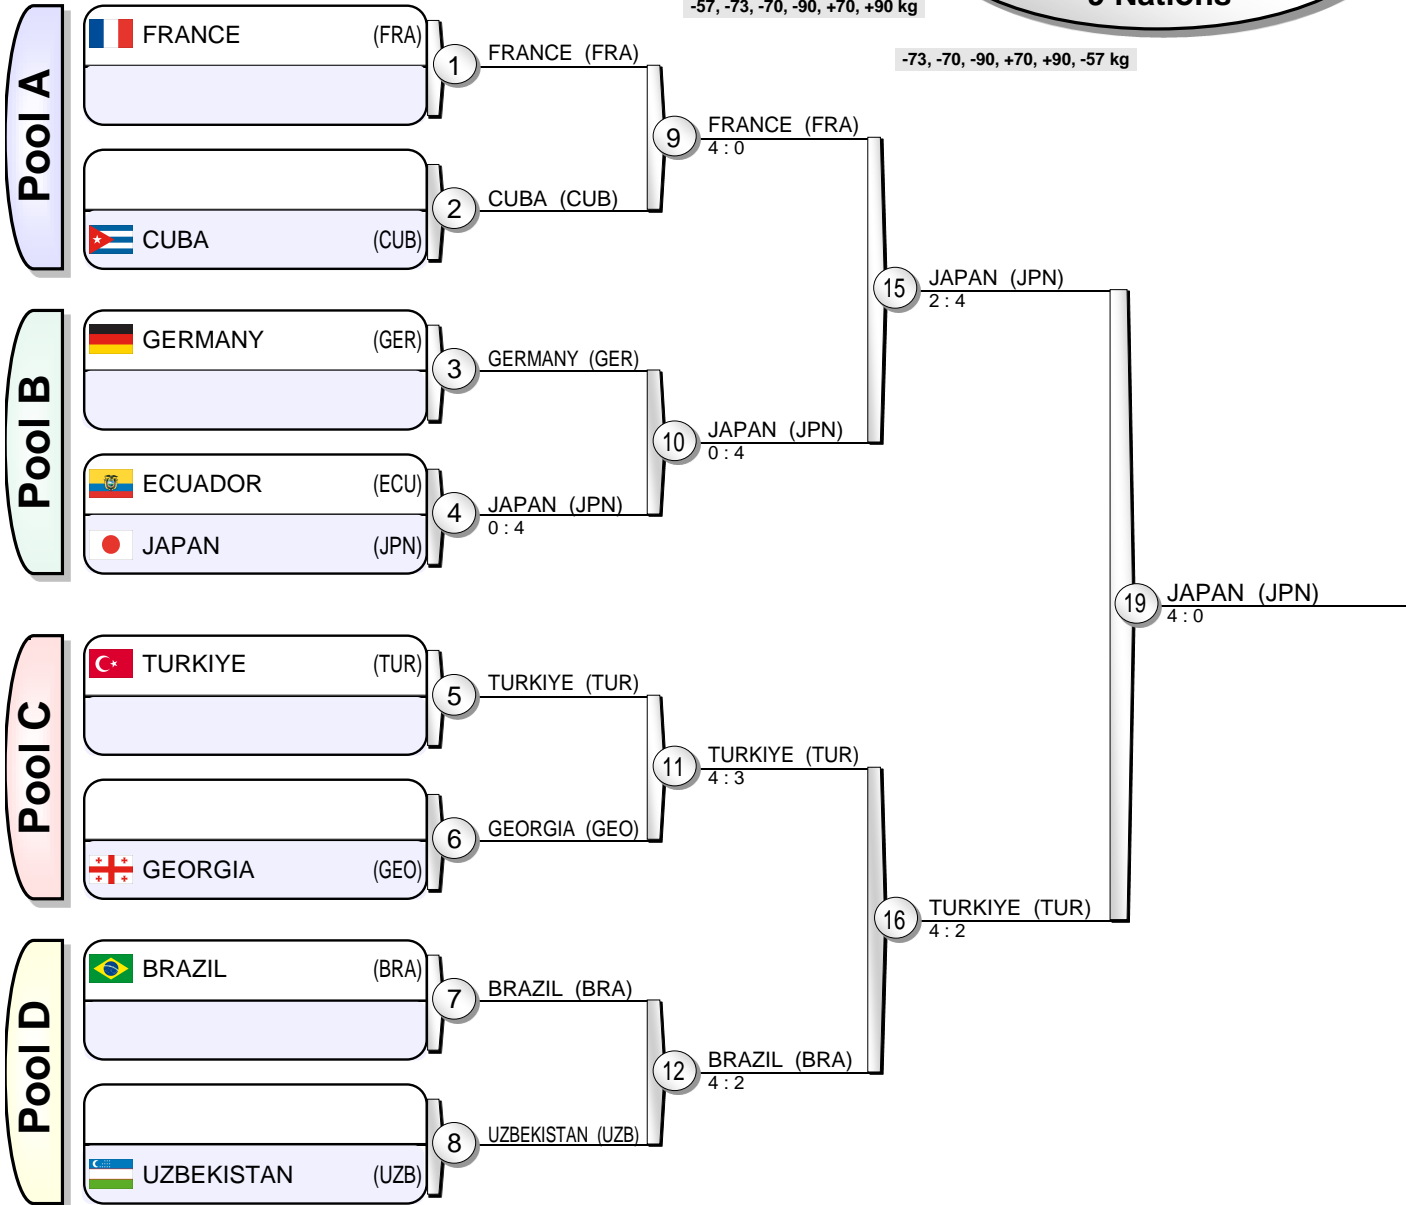 -57, -73, -70, -90, +70, +90 kg
Nations
-73, -70, -90, +70, +90, -57 kg
Pool A
FRANCE (FRA)
1
FRANCE (FRA)
9
FRANCE (FRA)
4 : 0
2
CUBA (CUB)
CUBA (CUB)
15
JAPAN (JPN)
2 : 4
Pool B
GERMANY (GER)
3
GERMANY (GER)
10
JAPAN (JPN)
0 : 4
ECUADOR (ECU)
4
JAPAN (JPN)
0 : 4
JAPAN (JPN)
19
JAPAN (JPN)
4 : 0
Pool C
TURKIYE (TUR)
5
TURKIYE (TUR)
11
TURKIYE (TUR)
4 : 3
6
GEORGIA (GEO)
GEORGIA (GEO)
16
TURKIYE (TUR)
4 : 2
Pool D
BRAZIL (BRA)
7
BRAZIL (BRA)
12
BRAZIL (BRA)
4 : 2
8
UZBEKISTAN (UZB)
UZBEKISTAN (UZB)